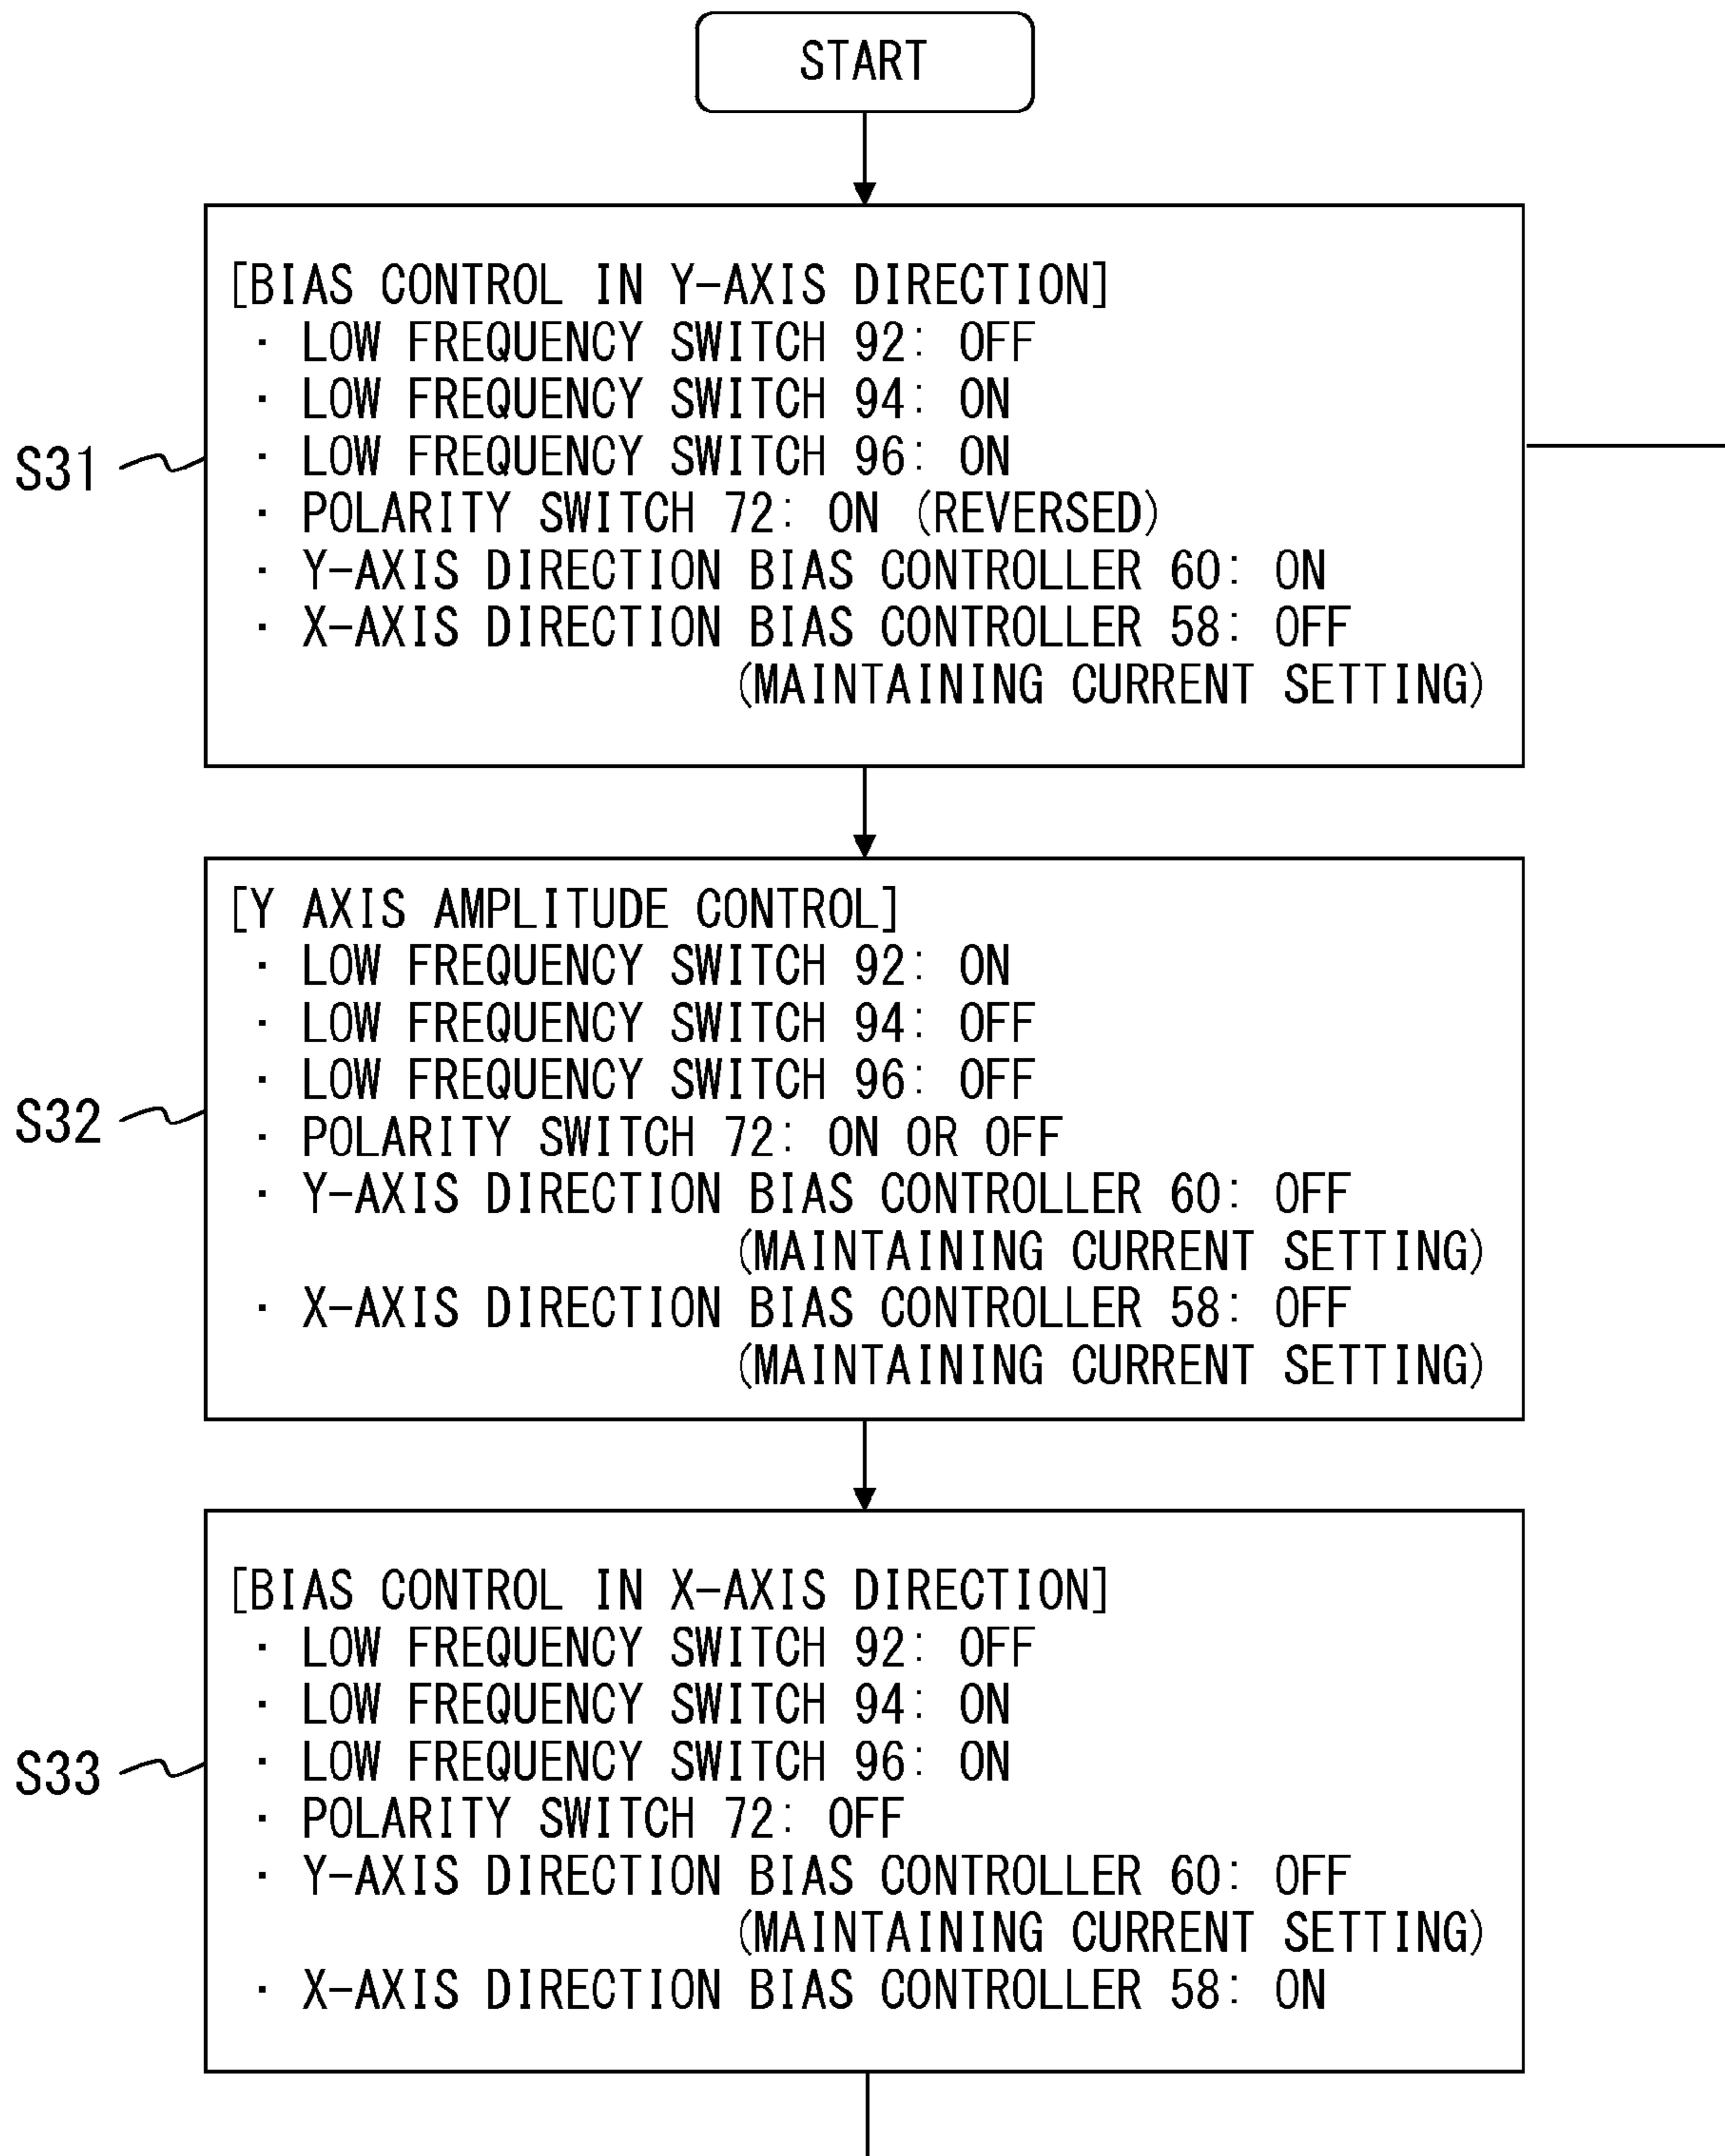 START
[BIAS CONTROL IN Y-AXIS DIRECTION]
· LOW FREQUENCY SWITCH 92: OFF
· LOW FREQUENCY SWITCH 94: ON
· LOW FREQUENCY SWITCH 96: ON
· POLARITY SWITCH 72: ON (REVERSED)
· Y-AXIS DIRECTION BIAS CONTROLLER 60: ON
· X-AXIS DIRECTION BIAS CONTROLLER 58: OFF
(MAINTAINING CURRENT SETTING)
S31
[Y AXIS AMPLITUDE CONTROL]
· LOW FREQUENCY SWITCH 92: ON
· LOW FREQUENCY SWITCH 94: OFF
· LOW FREQUENCY SWITCH 96: OFF
· POLARITY SWITCH 72: ON OR OFF
· Y-AXIS DIRECTION BIAS CONTROLLER 60: OFF
(MAINTAINING CURRENT SETTING)
· X-AXIS DIRECTION BIAS CONTROLLER 58: OFF
(MAINTAINING CURRENT SETTING)
S32
[BIAS CONTROL IN X-AXIS DIRECTION]
· LOW FREQUENCY SWITCH 92: OFF
· LOW FREQUENCY SWITCH 94: ON
· LOW FREQUENCY SWITCH 96: ON
· POLARITY SWITCH 72: OFF
· Y-AXIS DIRECTION BIAS CONTROLLER 60: OFF
(MAINTAINING CURRENT SETTING)
· X-AXIS DIRECTION BIAS CONTROLLER 58: ON
S33